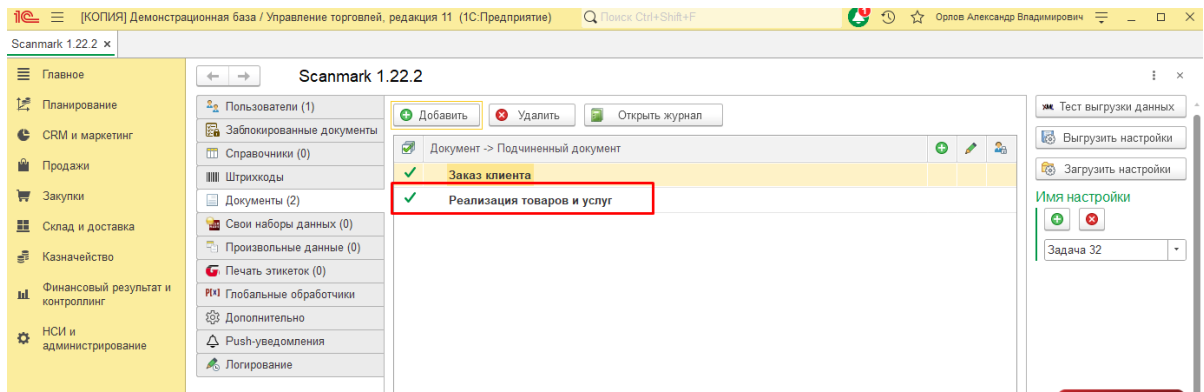 1С [КОПИЯ] Демонстрационная база / Управление торговлей, редакция 11 (1С:Предприятие) Поиск Ctrl+Shift+F 9 Орлов Александр Владимирович
Scanmark 1.22.2 ×
Главное
Планирование
CRM и маркетинг
Продажи
Закупки
Склад и доставка
Казначейство
Финансовый результат и
контроллинг
НСИ и
администрирование
Scanmark 1.22.2
Пользователи (1)
Заблокированные документы
Справочники (0)
Штрихкоды
Документы (2)
Свои наборы данных (0)
Произвольные данные (0)
Печать этикеток (0)
Глобальные обработчики
Дополнительно
Push-уведомления
Логирование
Добавить Удалить Открыть журнал
Документ -> Подчиненный документ
Заказ клиента
Реализация товаров и услуг
XML Тест выгрузки данных
Выгрузить настройки
Загрузить настройки
Имя настройки
Задача 32